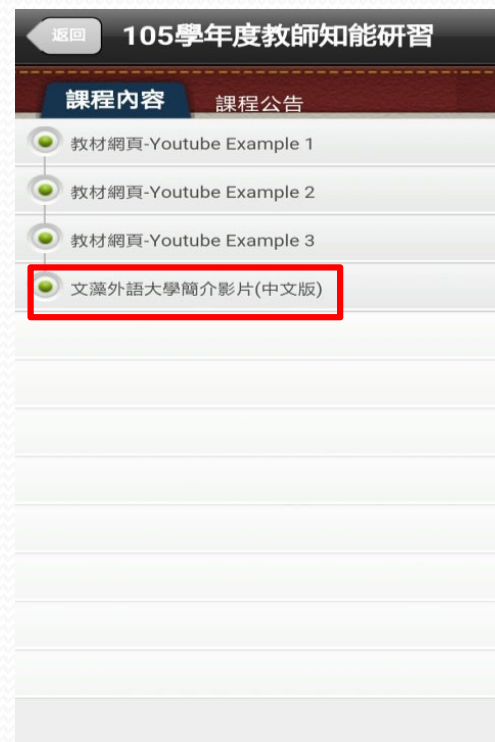 返回
105學年度教師知能研習
課程內容
課程公告
教材網頁-Youtube Example 1
教材網頁-Youtube Example 2
教材網頁-Youtube Example 3
文藻外語大學簡介影片(中文版)